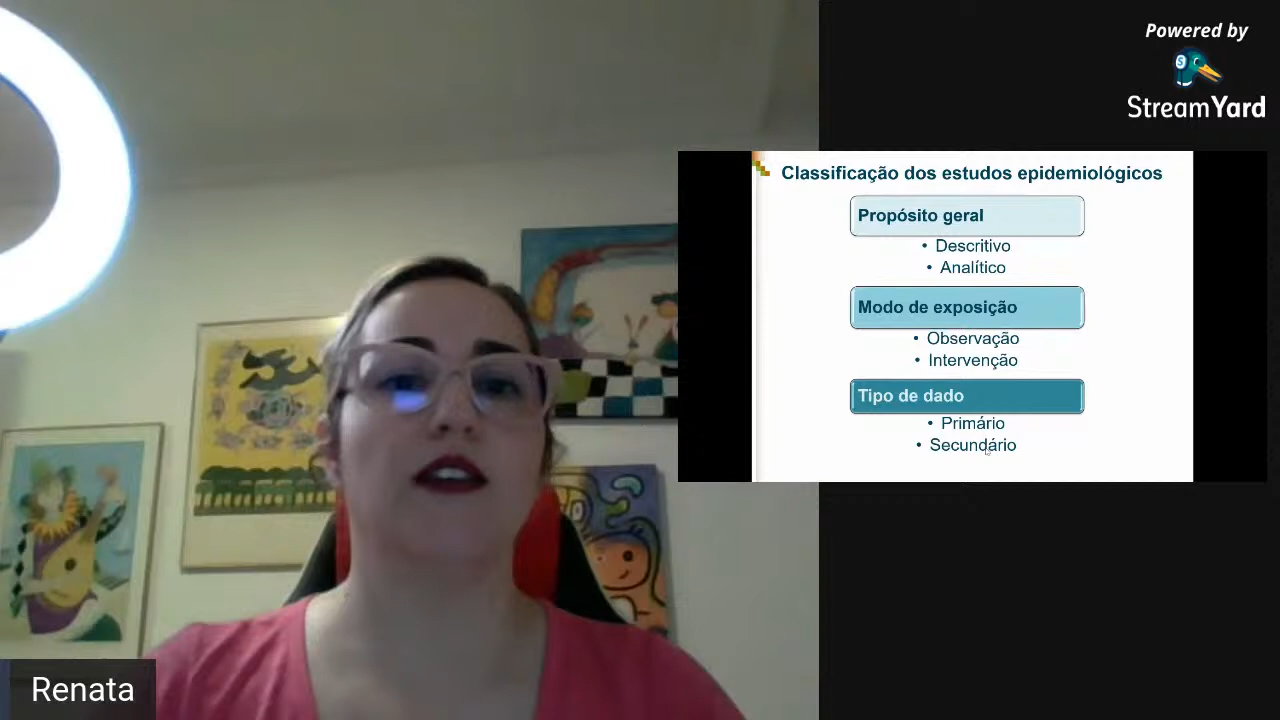 Powered by
StreamYard
Classificação dos estudos epidemiológicos
Propósito geral
• Descritivo
• Analítico
Modo de exposição
• Observação
• Intervenção
Tipo de dado
• Primário
• Secundário
Renata